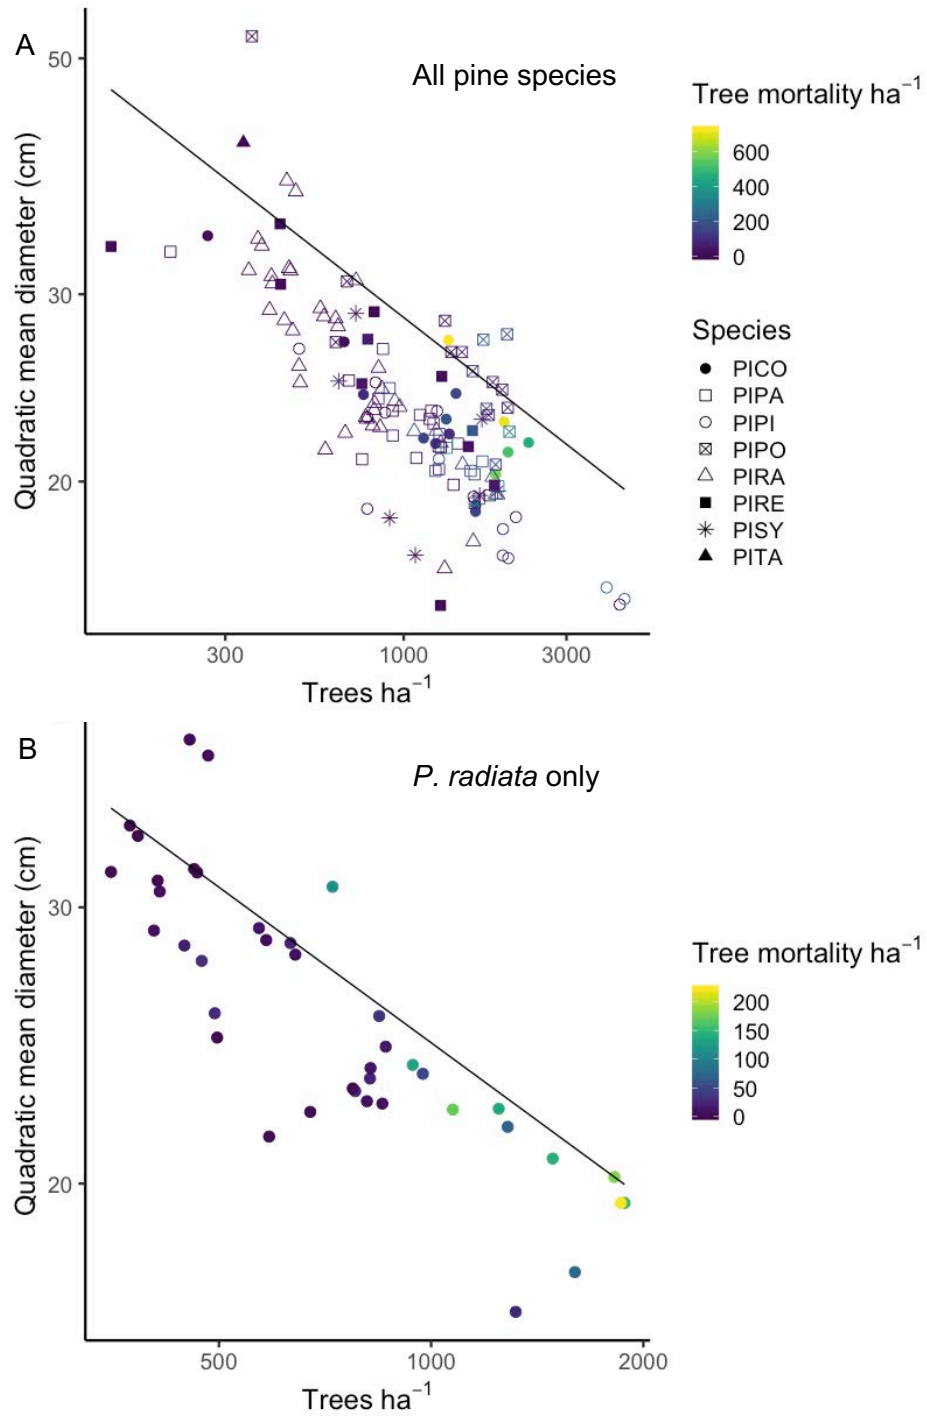 A
All pine species
50
30
20
Quadratic mean diameter (cm)
300
1000
3000
Trees ha⁻¹
Tree mortality ha⁻¹
600
400
200
0
Species
PICO
PIPA
PIPI
PIPO
PIRA
PIRE
PISY
PITA
B
P. radiata only
30
20
Quadratic mean diameter (cm)
500
1000
2000
Trees ha⁻¹
Tree mortality ha⁻¹
200
150
100
50
0